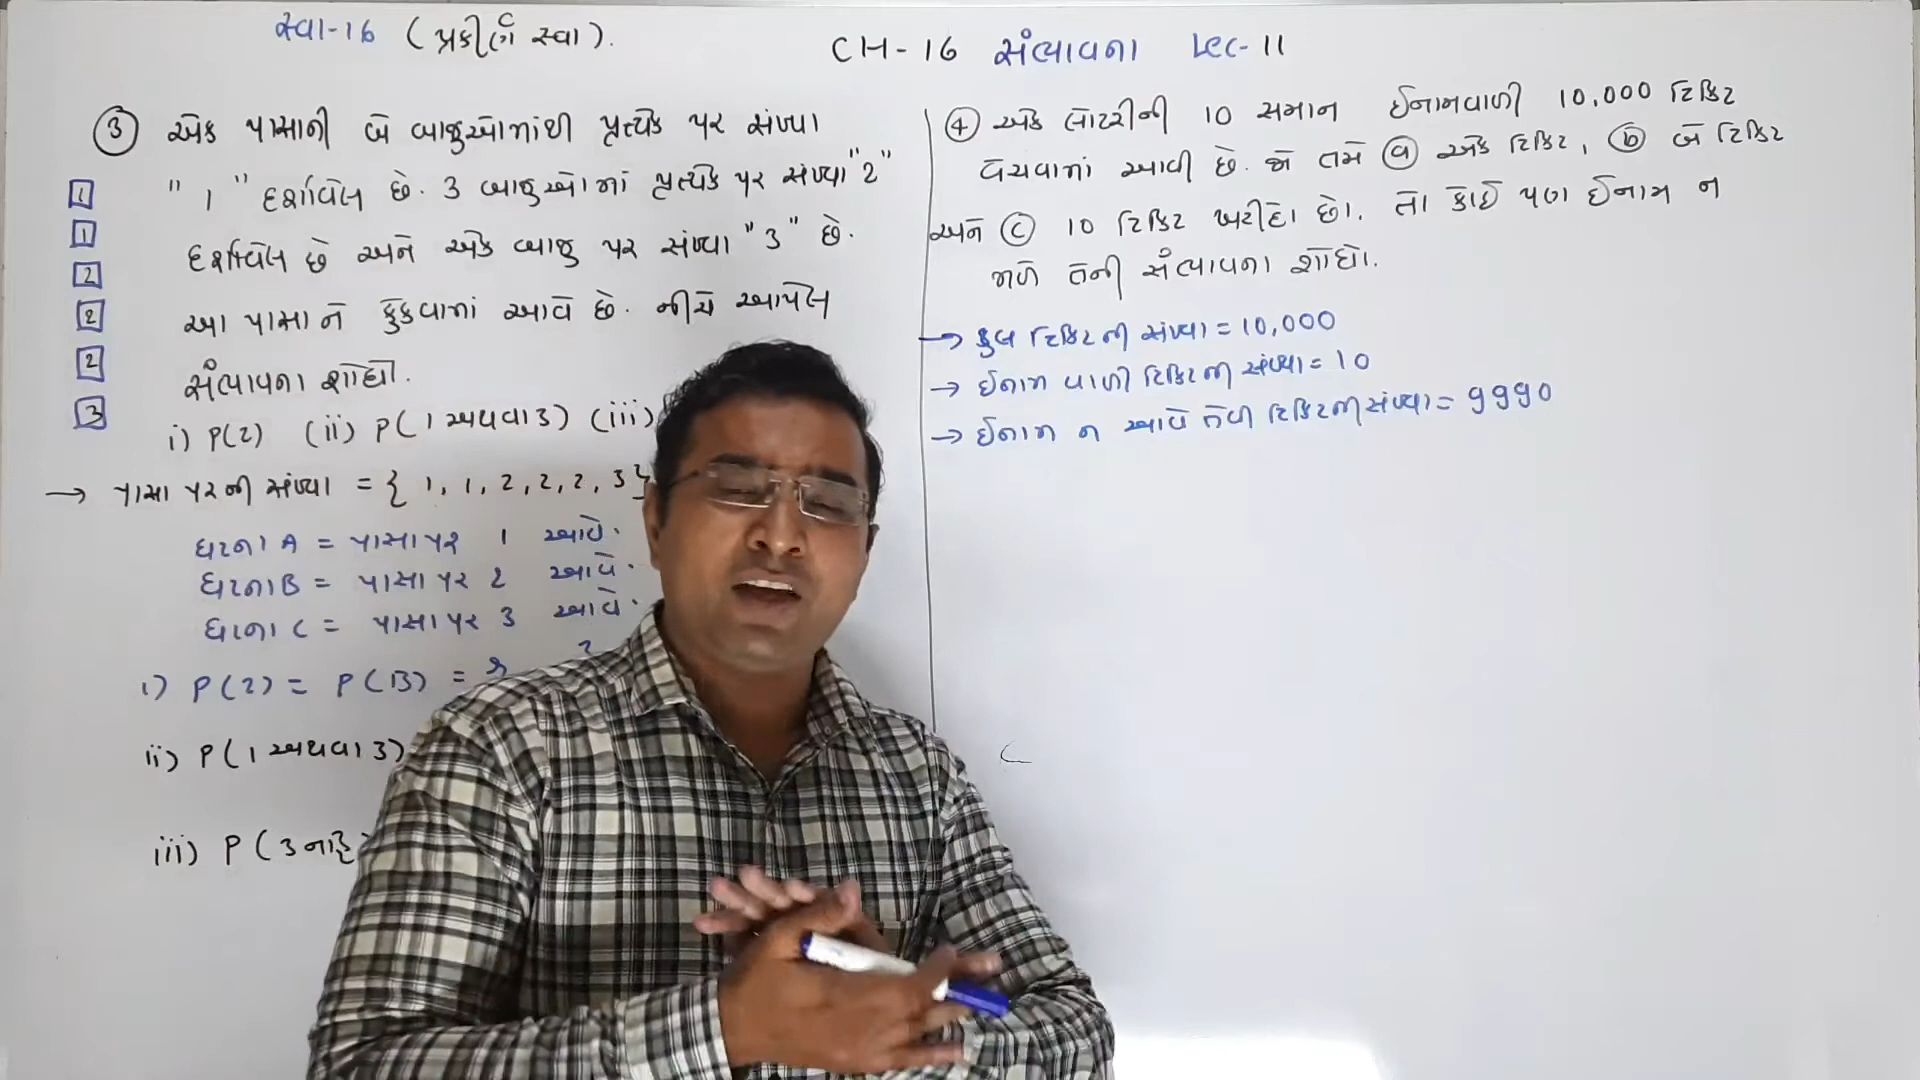 સ્વા-16 (પ્રકીર્ણ સ્વા).
CH-16 સંભાવના Lec-11
③ એક પાસાની બે બાજુઓમાંથી પ્રત્યેક પર સંખ્યા
"1" દર્શાવેલ છે. 3 બાજુઓમાં પ્રત્યેક પર સંખ્યા "2"
દર્શાવેલ છે અને એક બાજુ પર સંખ્યા "3" છે.
આ પાસાને ફેંકવામાં આવે છે. નીચે આપેલ
સંભાવના શોધો.
1
1
2
2
2
3
i) P(2) (ii) P(1 અથવા 3) (iii)
→ પાસા પરની સંખ્યા = { 1, 1, 2, 2, 2, 3 }
ઘટના A = પાસા પર 1 આવે.
ઘટના B = પાસા પર 2 આવે.
ઘટના C = પાસા પર 3 આવે.
i) P(2) = P(B) =
ii) P(1 અથવા 3)
iii) P(3 નહિ
④ એક લોટરીની 10 સમાન ઈનામવાળી 10,000 ટિકિટ
વેચવામાં આવી છે. જો તમે ⓐ એક ટિકિટ, ⓑ બે ટિકિટ
અને ⓒ 10 ટિકિટ ખરીદો છો. તો કોઈ પણ ઈનામ ન
મળે તેની સંભાવના શોધો.
→ કુલ ટિકિટની સંખ્યા = 10,000
→ ઈનામ વાળી ટિકિટની સંખ્યા = 10
→ ઈનામ ન આવે તેવી ટિકિટની સંખ્યા = 9990